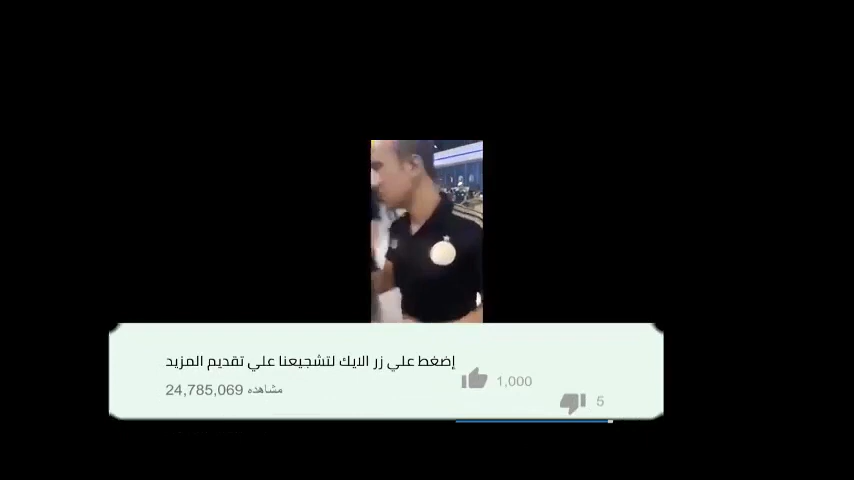 إضغط علي زر الايك لتشجيعنا علي تقديم المزيد
24,785,069 مشاهده
1,000
5